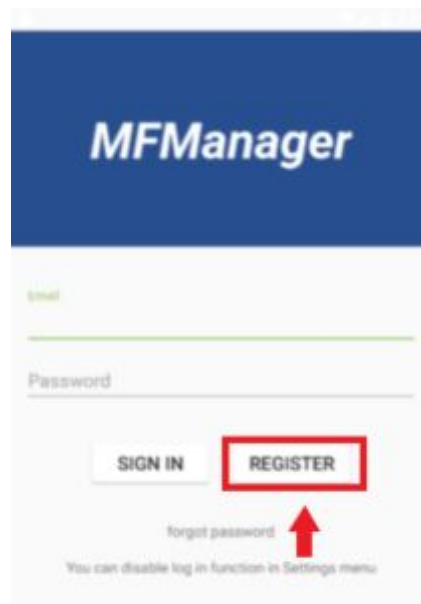 MFManager
Email
Password
SIGN IN REGISTER
forgot password
You can disable log in function in Settings menu